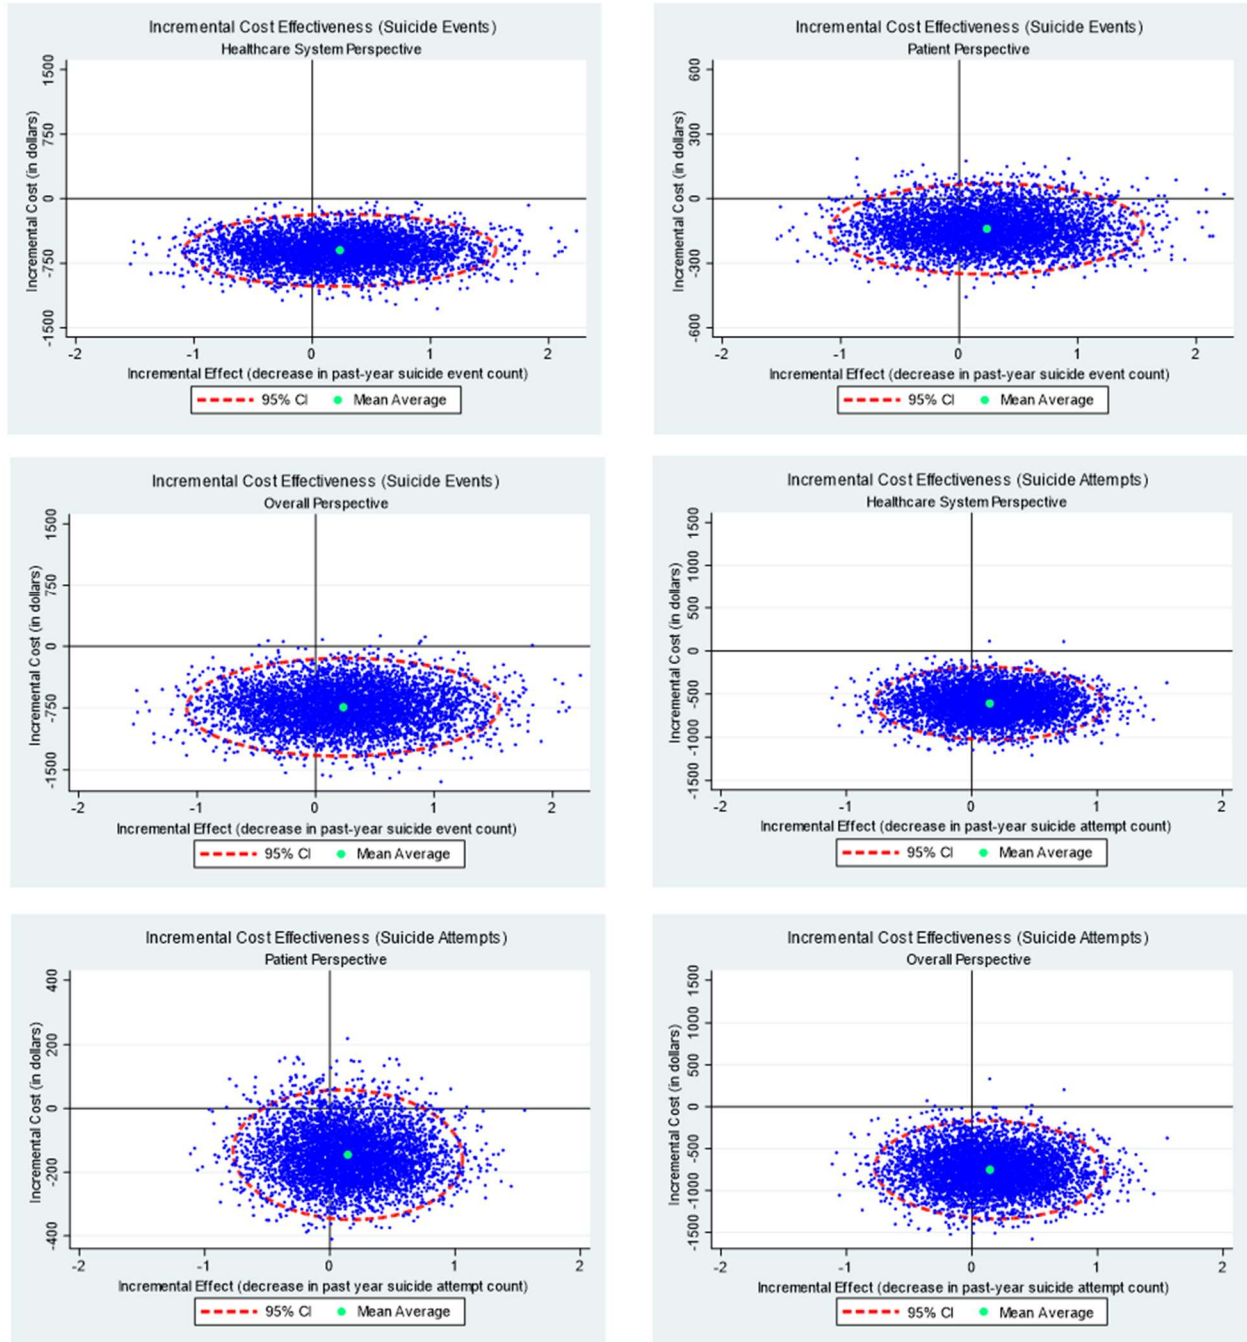 Incremental Cost Effectiveness (Suicide Events)
Healthcare System Perspective
Incremental Cost (in dollars)
1500
750
0
-750
-1500
-2 -1 0 1 2
Incremental Effect (decrease in past-year suicide event count)
95% CI Mean Average
Incremental Cost Effectiveness (Suicide Events)
Patient Perspective
Incremental Cost (in dollars)
600
300
0
-300
-600
-2 -1 0 1 2
Incremental Effect (decrease in past-year suicide event count)
95% CI Mean Average
Incremental Cost Effectiveness (Suicide Events)
Overall Perspective
Incremental Cost (in dollars)
1500
750
0
-750
-1500
-2 -1 0 1 2
Incremental Effect (decrease in past-year suicide event count)
95% CI Mean Average
Incremental Cost Effectiveness (Suicide Attempts)
Healthcare System Perspective
Incremental Cost (in dollars)
1500
1000
500
0
-500
-1000
-1500
-2 -1 0 1 2
Incremental Effect (decrease in past-year suicide attempt count)
95% CI Mean Average
Incremental Cost Effectiveness (Suicide Attempts)
Patient Perspective
Incremental Cost (in dollars)
400
200
0
-200
-400
-2 -1 0 1 2
Incremental Effect (decrease in past year suicide attempt count)
95% CI Mean Average
Incremental Cost Effectiveness (Suicide Attempts)
Overall Perspective
Incremental Cost (in dollars)
1500
1000
500
0
-500
-1000
-1500
-2 -1 0 1 2
Incremental Effect (decrease in past-year suicide attempt count)
95% CI Mean Average